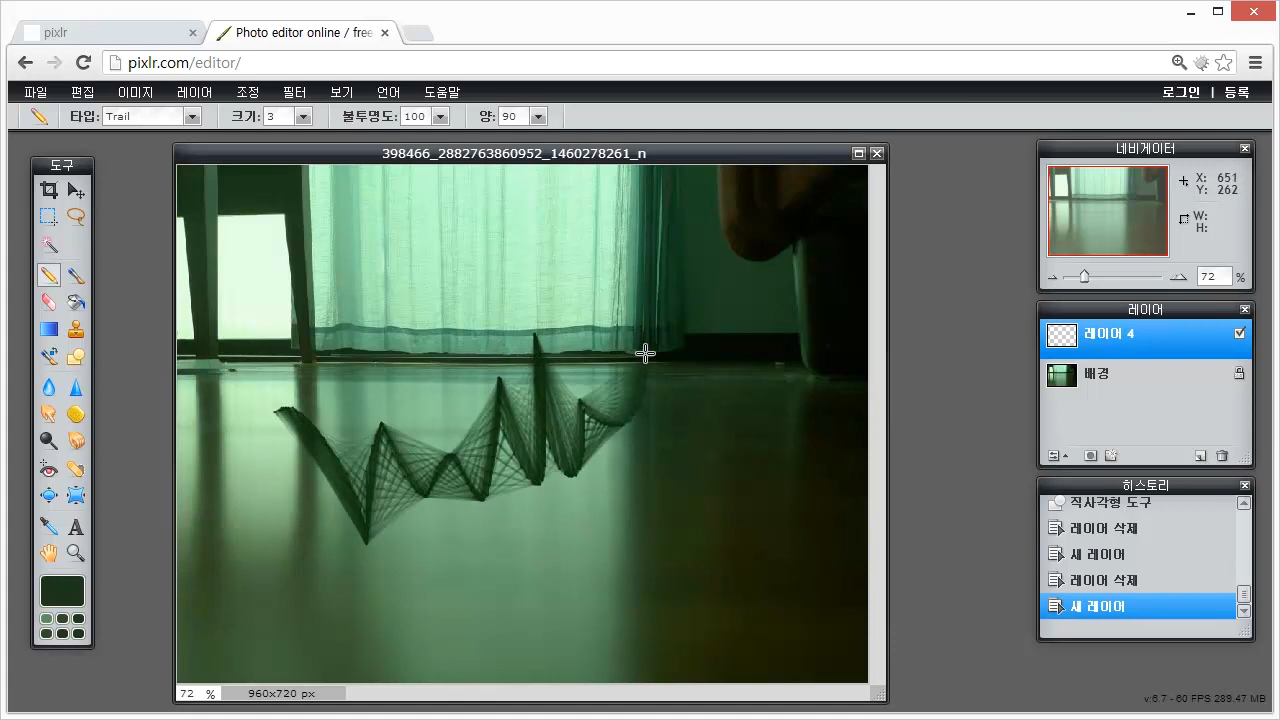 pixlr
Photo editor online / free
pixlr.com/editor/
파일 편집 이미지 레이어 조정 필터 보기 언어 도움말 로그인 | 등록
타입: Trail 크기: 3 불투명도: 100 양: 90
도구
398466_2882763860952_1460278261_n
네비게이터
X: 651
Y: 262
W:
H:
72 %
레이어
레이어 4
배경
히스토리
직사각형 도구
레이어 삭제
새 레이어
레이어 삭제
새 레이어
72 % 960x720 px
v:6.7 - 60 FPS 289.47 MB